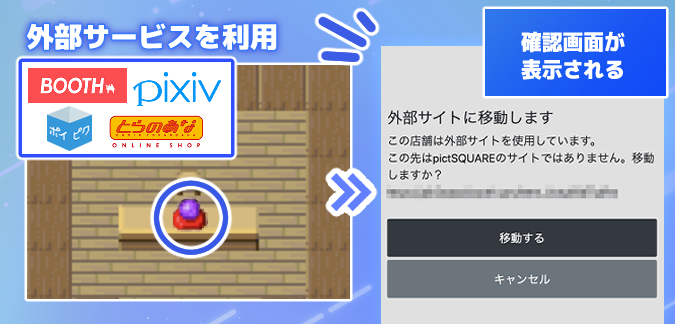 外部サービスを利用
BOOTH
pixiv
ポイピク
とらのあな
COMIC TORANOANA
ONLINE SHOP
確認画面が
表示される
外部サイトに移動します
この店舗は外部サイトを使用しています。
この先はpictSQUAREのサイトではありません。移動
しますか?
移動する
キャンセル